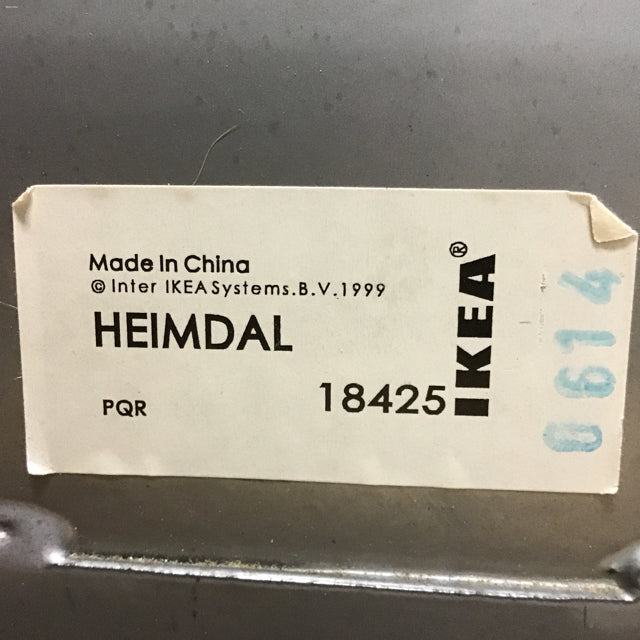 Made In China
© Inter IKEA Systems.B.V.1999
HEIMDAL
PQR
18425
IKEA®
0614